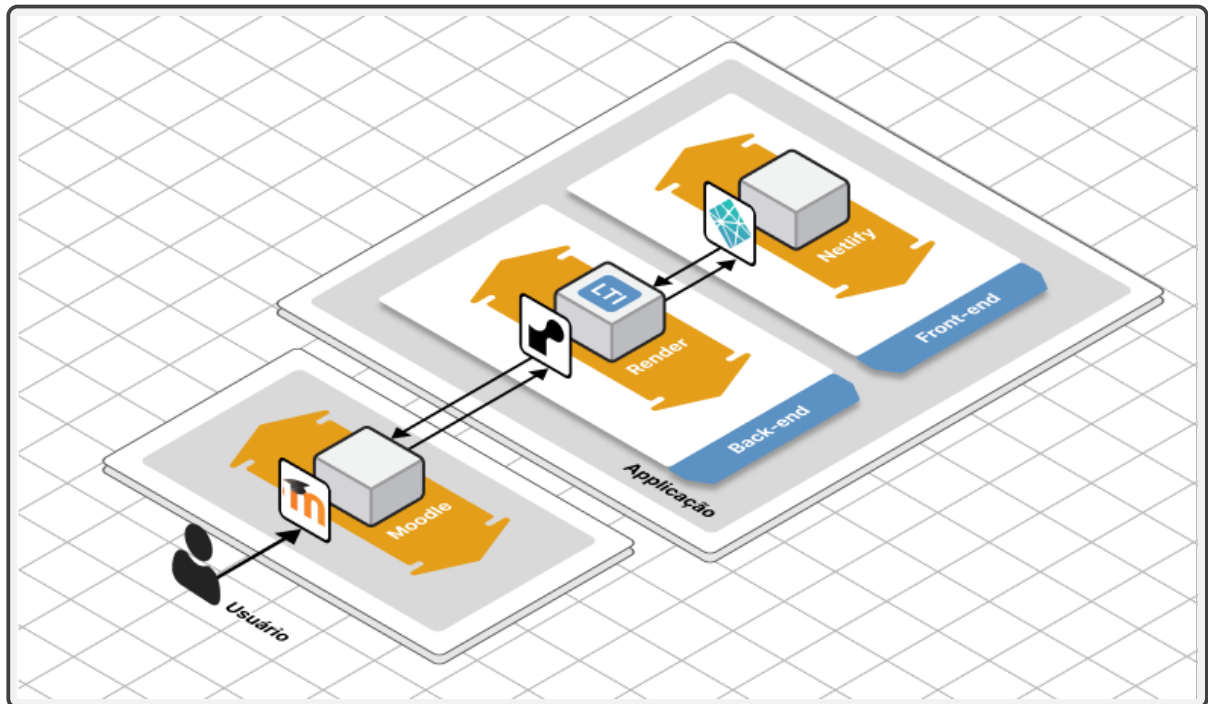 Netlify
Front-end
LTI
Render
Back-end
Applicação
Moodle
Usuário